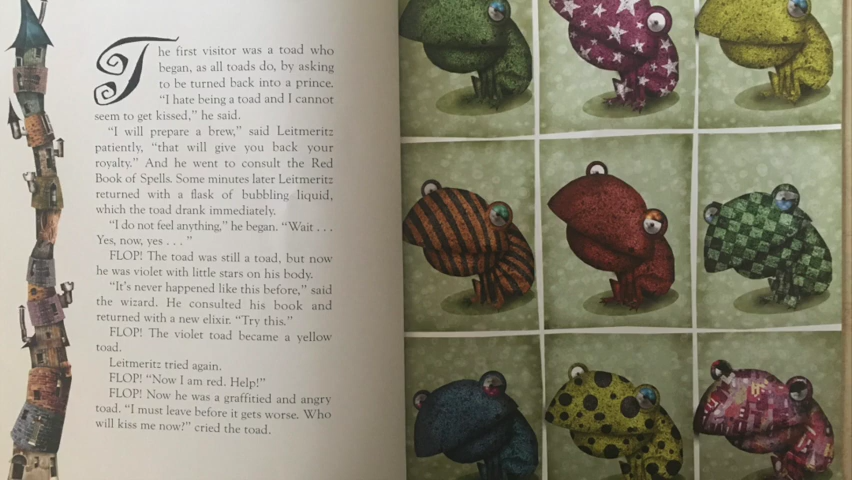 The first visitor was a toad who
began, as all toads do, by asking
to be turned back into a prince.
“I hate being a toad and I cannot
seem to get kissed,” he said.
“I will prepare a brew,” said Leitmeritz
patiently, “that will give you back your
royalty.” And he went to consult the Red
Book of Spells. Some minutes later Leitmeritz
returned with a flask of bubbling liquid,
which the toad drank immediately.
“I do not feel anything,” he began. “Wait . . .
Yes, now, yes . . . ”
FLOP! The toad was still a toad, but now
he was violet with little stars on his body.
“It’s never happened like this before,” said
the wizard. He consulted his book and
returned with a new elixir. “Try this.”
FLOP! The violet toad became a yellow
toad.
Leitmeritz tried again.
FLOP! “Now I am red. Help!”
FLOP! Now he was a graffitied and angry
toad. “I must leave before it gets worse. Who
will kiss me now?” cried the toad.